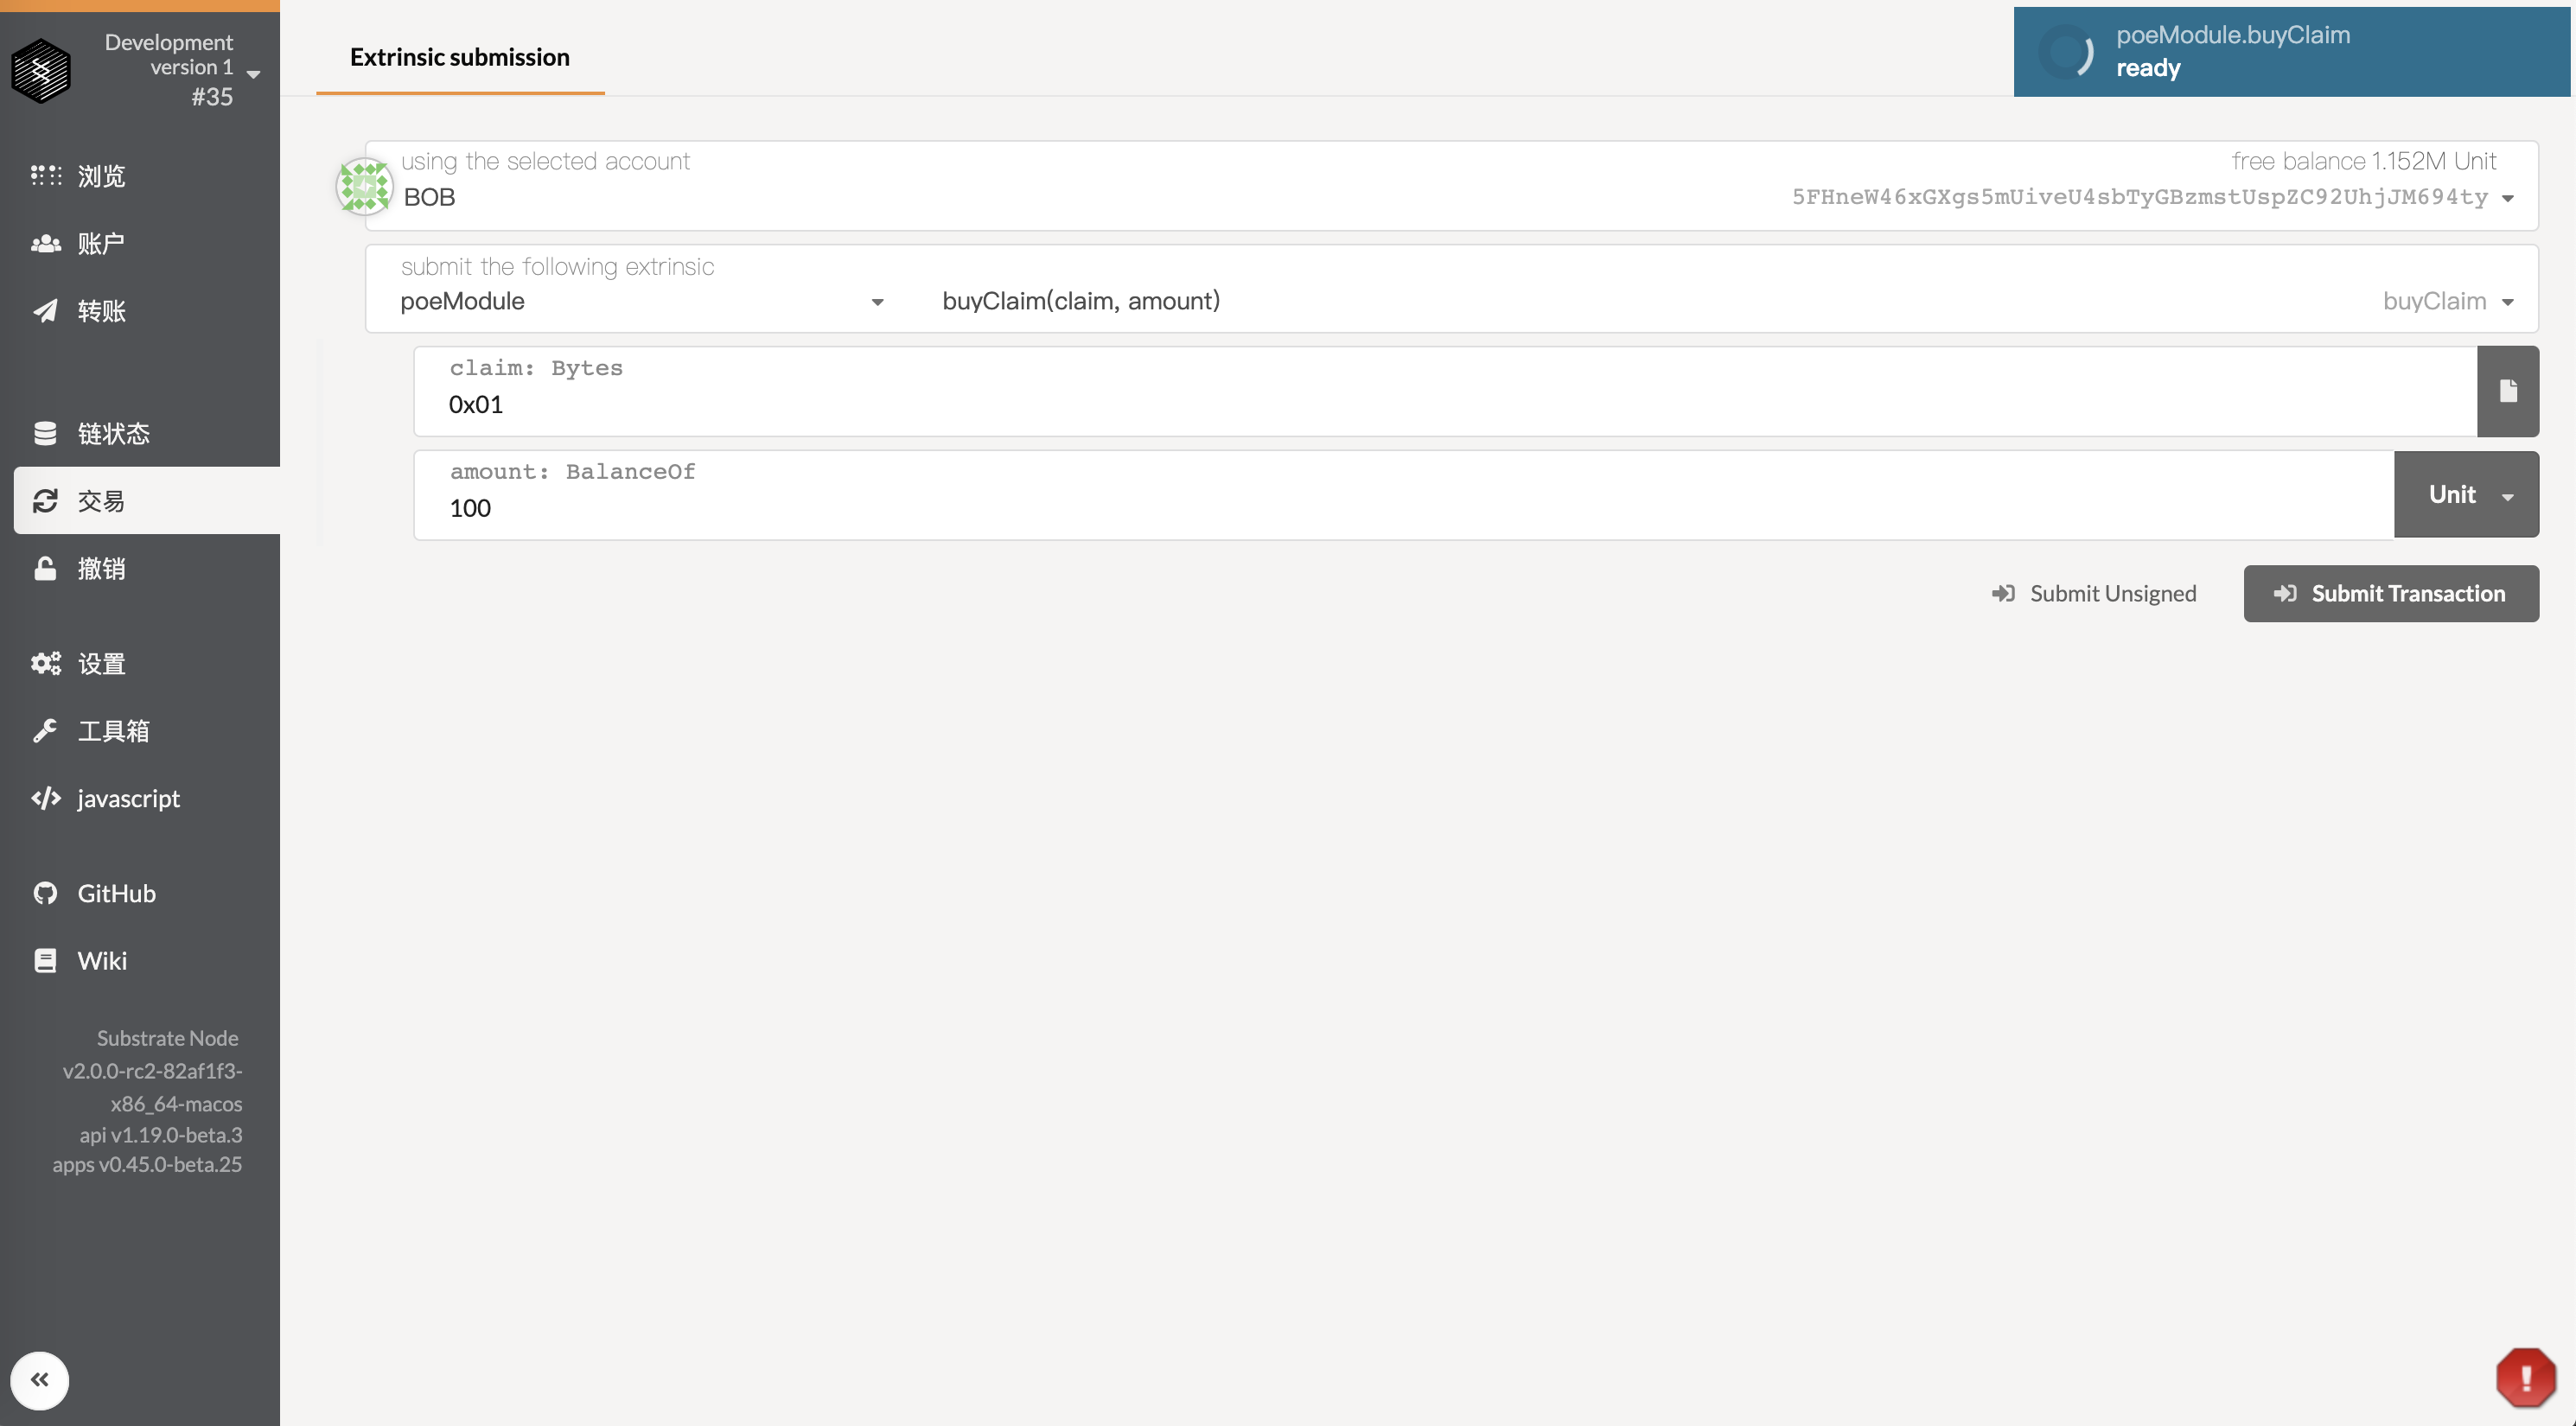 Development
version 1
#35
浏览
账户
转账
链状态
交易
撤销
设置
工具箱
javascript
GitHub
Wiki
Substrate Node
v2.0.0-rc2-82af1f3-
x86_64-macos
api v1.19.0-beta.3
apps v0.45.0-beta.25
Extrinsic submission
poeModule.buyClaim
ready
using the selected account
free balance 1.152M Unit
BOB
5FHneW46xGXgs5mUiveU4sbTyGBzmstUspZC92UhjJM694ty
submit the following extrinsic
poeModule
buyClaim(claim, amount)
buyClaim
claim: Bytes
0x01
amount: BalanceOf
100
Unit
Submit Unsigned
Submit Transaction